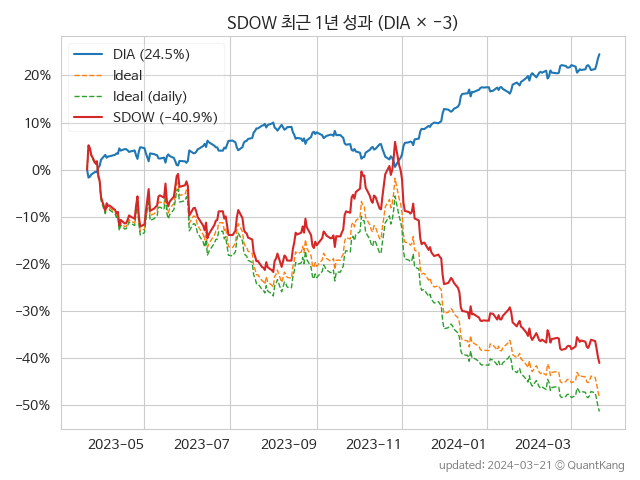 SDOW 최근 1년 성과 (DIA × −3)
DIA (24.5%)
Ideal
Ideal (daily)
SDOW (−40.9%)
20%
10%
0%
−10%
−20%
−30%
−40%
−50%
2023−05
2023−07
2023−09
2023−11
2024−01
2024−03
updated: 2024−03−21 © QuantKang